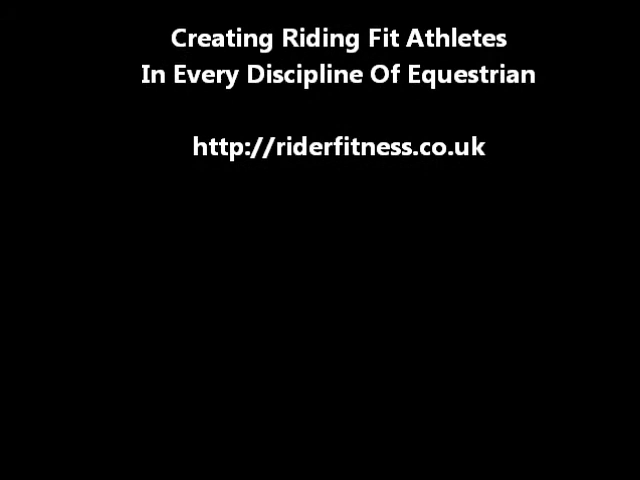 Creating Riding Fit Athletes
In Every Discipline Of Equestrian
http://riderfitness.co.uk